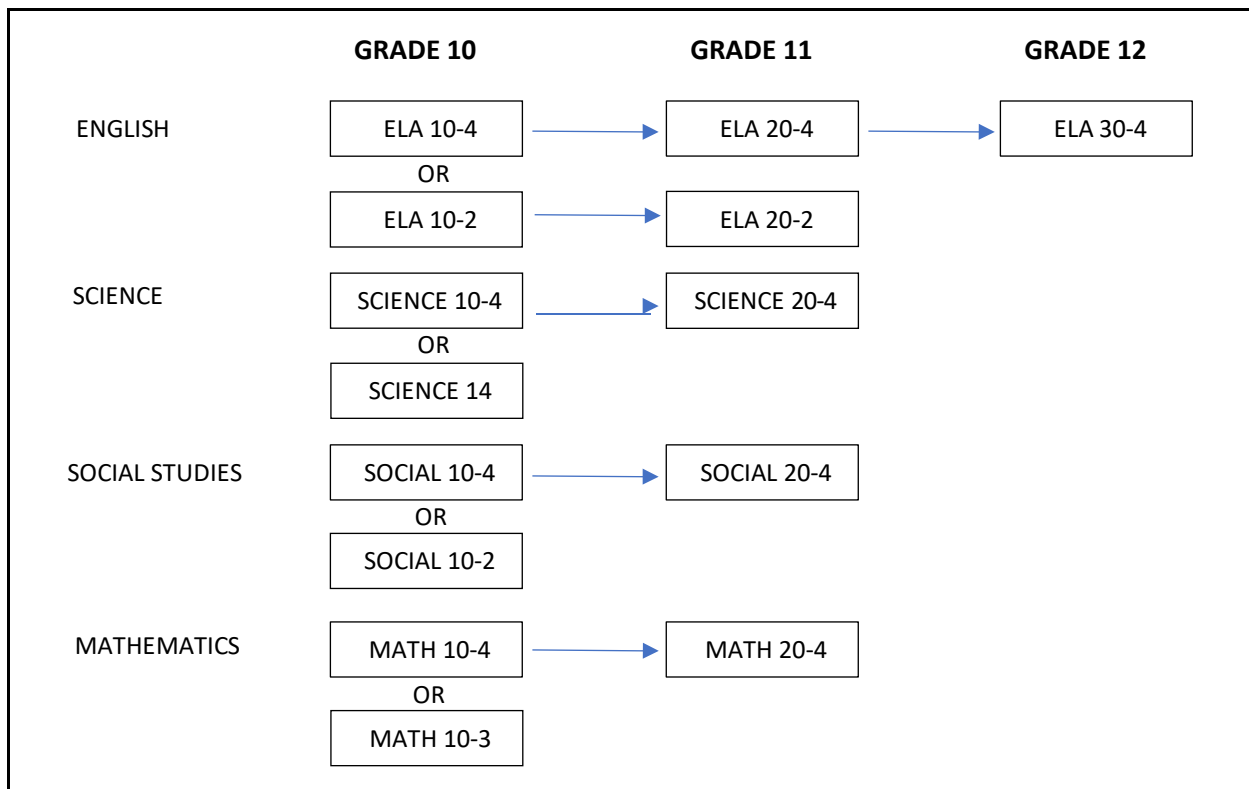 GRADE 10 GRADE 11 GRADE 12
ENGLISH ELA 10-4 ELA 20-4 ELA 30-4
OR
ELA 10-2 ELA 20-2
SCIENCE SCIENCE 10-4 SCIENCE 20-4
OR
SCIENCE 14
SOCIAL STUDIES SOCIAL 10-4 SOCIAL 20-4
OR
SOCIAL 10-2
MATHEMATICS MATH 10-4 MATH 20-4
OR
MATH 10-3